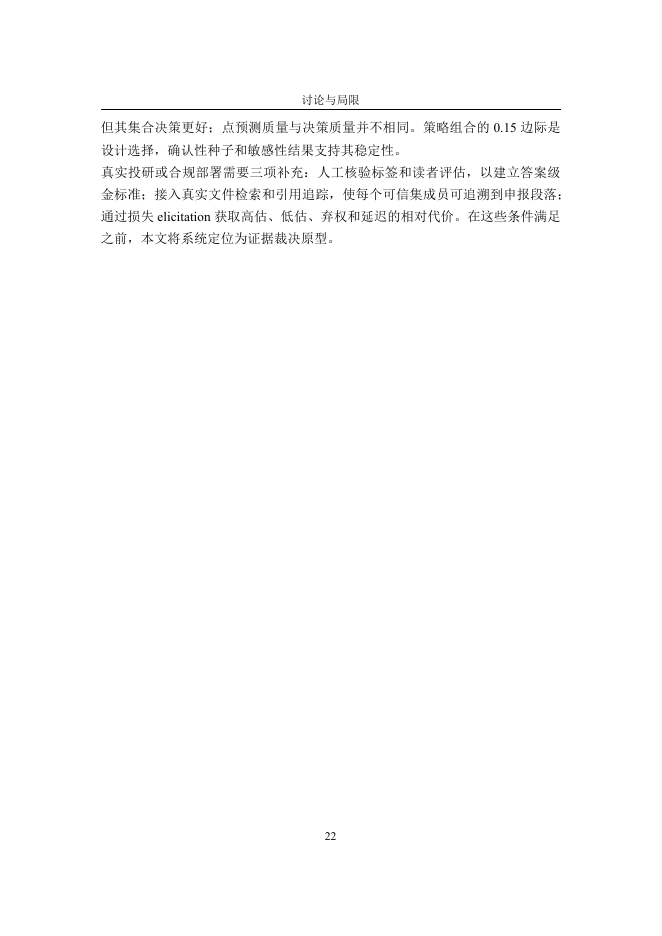 讨论与局限
但其集合决策更好；点预测质量与决策质量并不相同。策略组合的 0.15 边际是
设计选择，确认性种子和敏感性结果支持其稳定性。
真实投研或合规部署需要三项补充：人工核验标签和读者评估，以建立答案级
金标准；接入真实文件检索和引用追踪，使每个可信集成员可追溯到申报段落；
通过损失 elicitation 获取高估、低估、弃权和延迟的相对代价。在这些条件满足
之前，本文将系统定位为证据裁决原型。
22